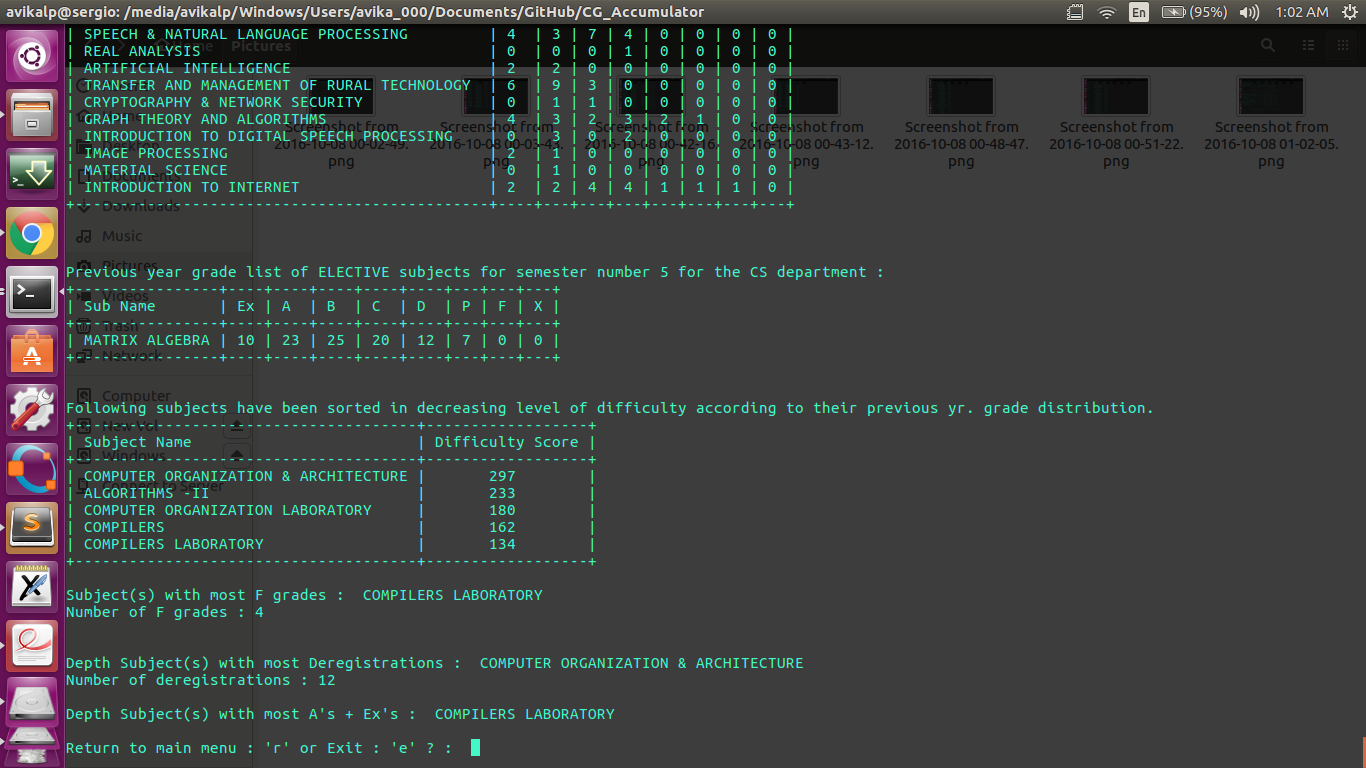 avikalp@sergio: /media/avikalp/Windows/Users/avika_000/Documents/GitHub/CG_Accumulator
En (95%) 1:02 AM
| SPEECH & NATURAL LANGUAGE PROCESSING | 4 | 3 | 7 | 4 | 0 | 0 | 0 | 0 |
| REAL ANALYSIS | 0 | 0 | 0 | 1 | 0 | 0 | 0 | 0 |
| ARTIFICIAL INTELLIGENCE | 2 | 2 | 0 | 0 | 0 | 0 | 0 | 0 |
| TRANSFER AND MANAGEMENT OF RURAL TECHNOLOGY | 6 | 9 | 3 | 0 | 0 | 0 | 0 | 0 |
| CRYPTOGRAPHY & NETWORK SECURITY | 0 | 1 | 1 | 0 | 0 | 0 | 0 | 0 |
| GRAPH THEORY AND ALGORITHMS | 4 | 3 | 2 | 3 | 2 | 1 | 0 | 0 |
| INTRODUCTION TO DIGITAL SPEECH PROCESSING | 0 | 3 | 0 | 2 | 0 | 0 | 0 | 0 |
| IMAGE PROCESSING | 2 | 1 | 0 | 0 | 0 | 0 | 0 | 0 |
| MATERIAL SCIENCE | 0 | 1 | 0 | 0 | 0 | 0 | 0 | 0 |
| INTRODUCTION TO INTERNET | 2 | 2 | 4 | 4 | 1 | 1 | 1 | 0 |
Pictures
Screenshot from 2016-10-08 00-02-49.png
Screenshot from 2016-10-08 00-03-43.png
Screenshot from 2016-10-08 00-42-16.png
Screenshot from 2016-10-08 00-43-12.png
Screenshot from 2016-10-08 00-48-47.png
Screenshot from 2016-10-08 00-51-22.png
Screenshot from 2016-10-08 01-02-05.png
Desktop
Documents
Downloads
Music
Pictures
Videos
Trash
Network
Computer
New Vol
Windows
Connect to Server
Previous year grade list of ELECTIVE subjects for semester number 5 for the CS department :
| Sub Name | Ex | A | B | C | D | P | F | X |
| MATRIX ALGEBRA | 10 | 23 | 25 | 20 | 12 | 7 | 0 | 0 |
Following subjects have been sorted in decreasing level of difficulty according to their previous yr. grade distribution.
| Subject Name | Difficulty Score |
| COMPUTER ORGANIZATION & ARCHITECTURE | 297 |
| ALGORITHMS -II | 233 |
| COMPUTER ORGANIZATION LABORATORY | 180 |
| COMPILERS | 162 |
| COMPILERS LABORATORY | 134 |
Subject(s) with most F grades : COMPILERS LABORATORY
Number of F grades : 4
Depth Subject(s) with most Deregistrations : COMPUTER ORGANIZATION & ARCHITECTURE
Number of deregistrations : 12
Depth Subject(s) with most A's + Ex's : COMPILERS LABORATORY
Return to main menu : 'r' or Exit : 'e' ? :